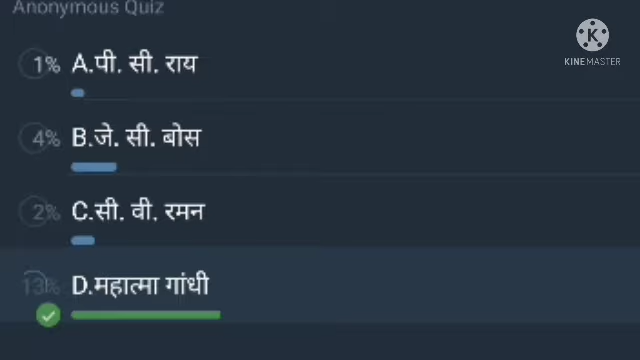 Anonymous Quiz
K
KINEMASTER
1% A.पी. सी. राय
4% B.जे. सी. बोस
2% C.सी. वी. रमन
13% D.महात्मा गांधी